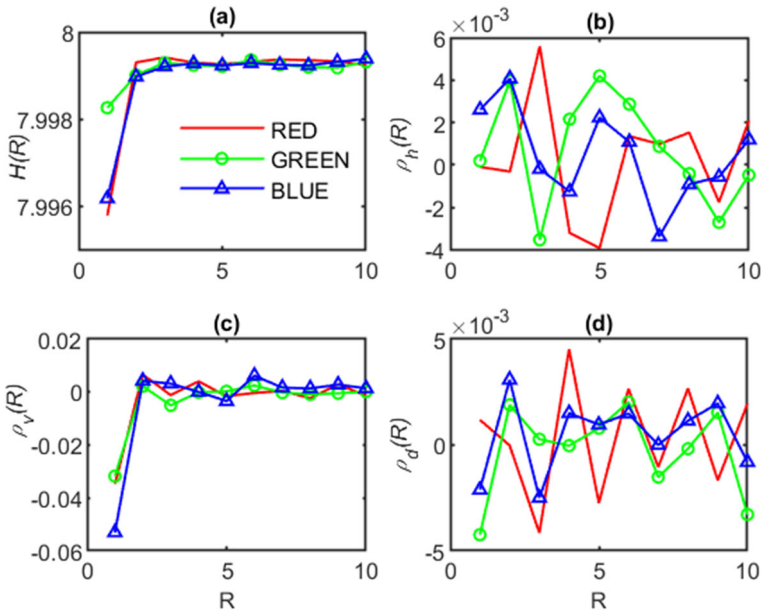 (a)
8
7.998
7.996
H(R)
RED
GREEN
BLUE
0
5
10
(b)
×10⁻³
6
4
2
0
-2
-4
ρh(R)
0
5
10
(c)
0.02
0
-0.02
-0.04
-0.06
ρv(R)
0
5
10
R
(d)
×10⁻³
5
0
-5
ρd(R)
0
5
10
R